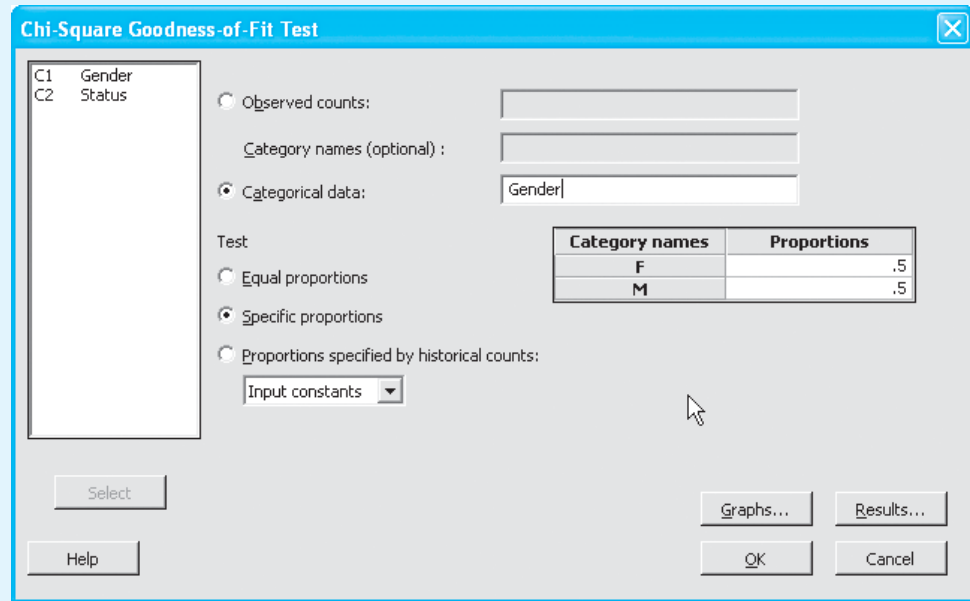 Chi-Square Goodness-of-Fit Test
C1 Gender
C2 Status
Observed counts:
Category names (optional) :
Categorical data: Gender
Test
Equal proportions
Specific proportions
Proportions specified by historical counts:
Input constants
Category names Proportions
F .5
M .5
Select
Graphs... Results...
Help OK Cancel